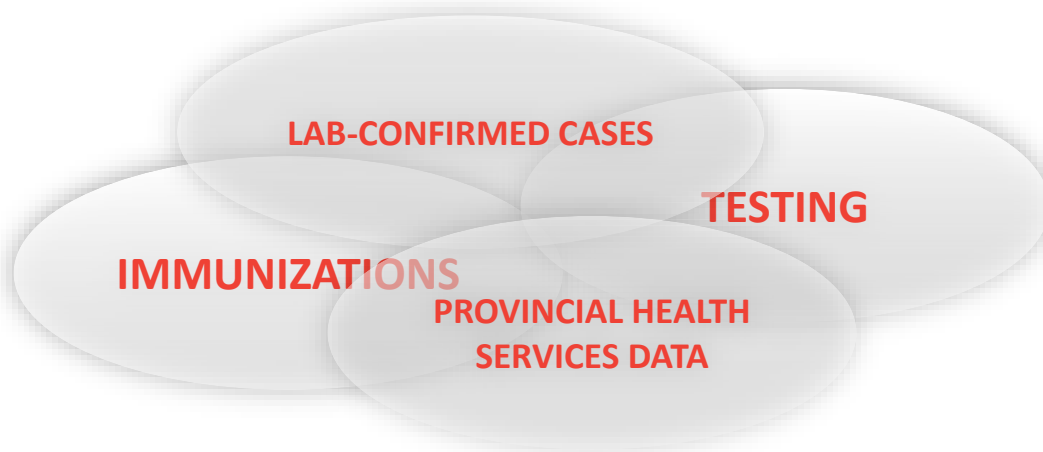 LAB-CONFIRMED CASES
TESTING
IMMUNIZATIONS
PROVINCIAL HEALTH
SERVICES DATA